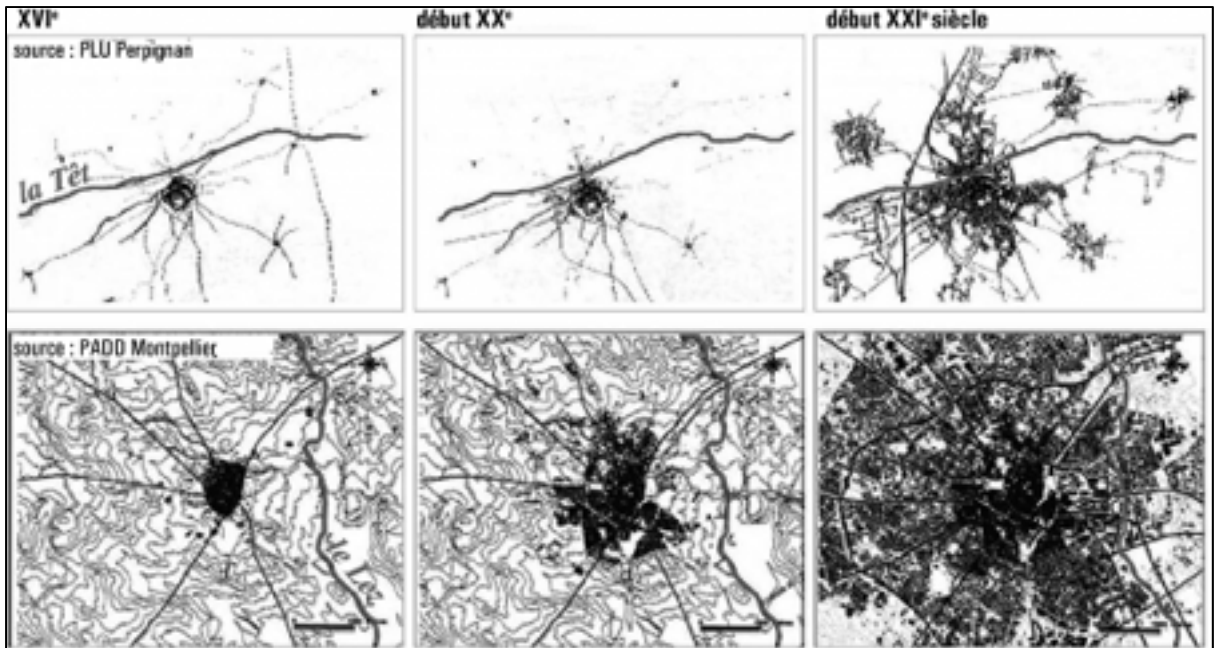 XVIᵉ
début XXᵉ
début XXIᵉ siècle
source : PLU Perpignan
la Têt
source : PADD Montpellier
le Lez